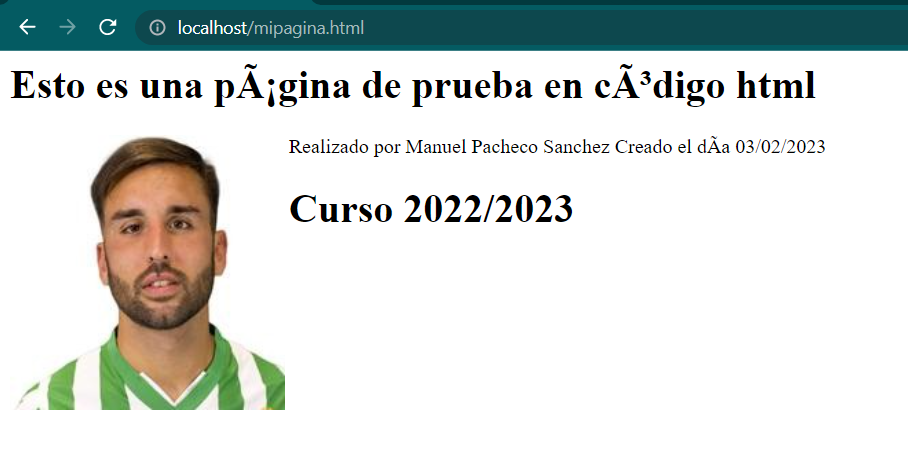 localhost/mipagina.html
Esto es una pÃ¡gina de prueba en cÃ³digo html
Realizado por Manuel Pacheco Sanchez Creado el dÃa 03/02/2023
Curso 2022/2023